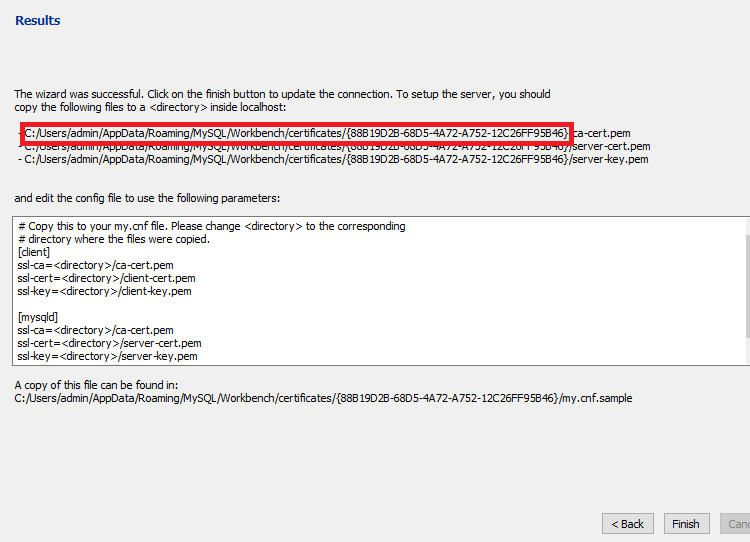 Results
The wizard was successful. Click on the finish button to update the connection. To setup the server, you should
copy the following files to a <directory> inside localhost:
- C:/Users/admin/AppData/Roaming/MySQL/Workbench/certificates/{88B19D2B-68D5-4A72-A752-12C26FF95B46}/ca-cert.pem
- C:/Users/admin/AppData/Roaming/MySQL/Workbench/certificates/{88B19D2B-68D5-4A72-A752-12C26FF95B46}/server-cert.pem
- C:/Users/admin/AppData/Roaming/MySQL/Workbench/certificates/{88B19D2B-68D5-4A72-A752-12C26FF95B46}/server-key.pem
and edit the config file to use the following parameters:
# Copy this to your my.cnf file. Please change <directory> to the corresponding
# directory where the files were copied.
[client]
ssl-ca=<directory>/ca-cert.pem
ssl-cert=<directory>/client-cert.pem
ssl-key=<directory>/client-key.pem
[mysqld]
ssl-ca=<directory>/ca-cert.pem
ssl-cert=<directory>/server-cert.pem
ssl-key=<directory>/server-key.pem
A copy of this file can be found in:
C:/Users/admin/AppData/Roaming/MySQL/Workbench/certificates/{88B19D2B-68D5-4A72-A752-12C26FF95B46}/my.cnf.sample
< Back
Finish
Canc